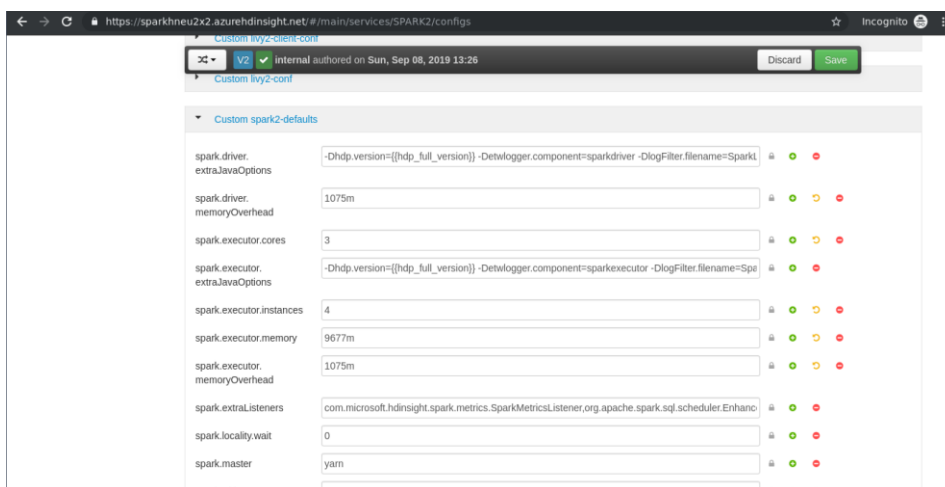 https://sparkhneu2x2.azurehdinsight.net/#/main/services/SPARK2/configs
Incognito
Custom livy2-client-conf
V2 internal authored on Sun, Sep 08, 2019 13:26
Discard
Save
Custom livy2-conf
Custom spark2-defaults
spark.driver.
extraJavaOptions
-Dhdp.version={{hdp_full_version}} -Detwlogger.component=sparkdriver -DlogFilter.filename=SparkL
spark.driver.
memoryOverhead
1075m
spark.executor.cores
3
spark.executor.
extraJavaOptions
-Dhdp.version={{hdp_full_version}} -Detwlogger.component=sparkexecutor -DlogFilter.filename=Spa
spark.executor.instances
4
spark.executor.memory
9677m
spark.executor.
memoryOverhead
1075m
spark.extraListeners
com.microsoft.hdinsight.spark.metrics.SparkMetricsListener,org.apache.spark.sql.scheduler.Enhanc
spark.locality.wait
0
spark.master
yarn